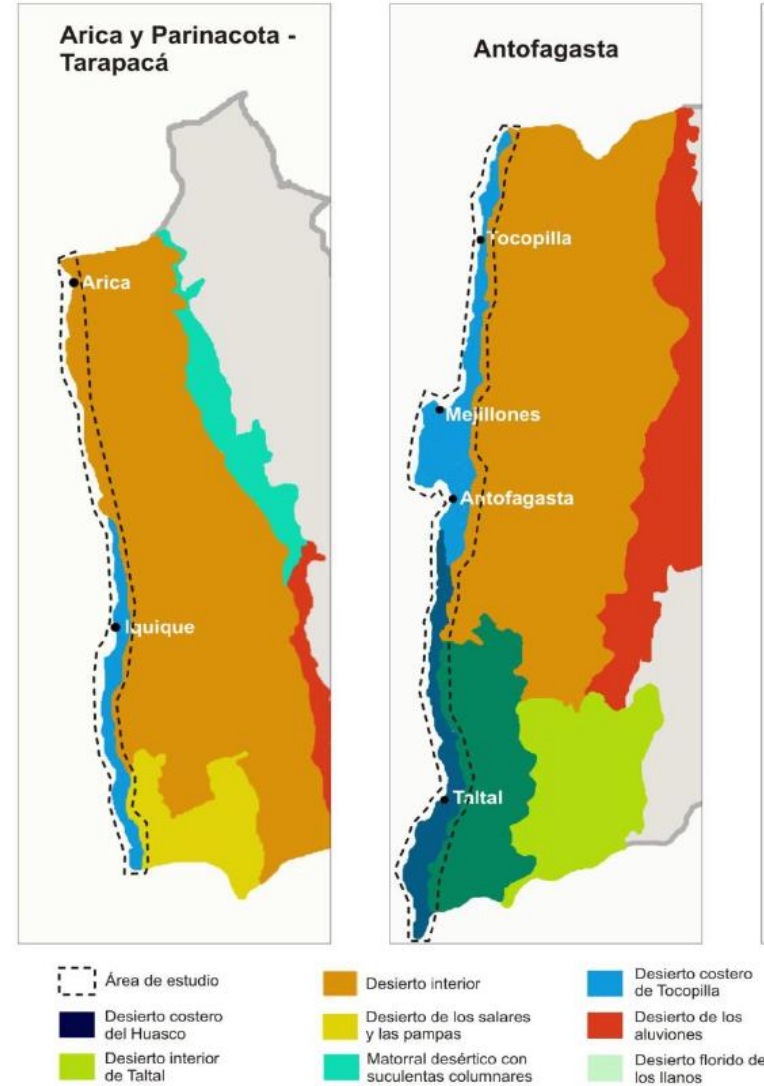 Arica y Parinacota -
Tarapacá
Arica
Iquique
Antofagasta
Tocopilla
Mejillones
Antofagasta
Taltal
Área de estudio
Desierto costero
del Huasco
Desierto interior
de Taltal
Desierto interior
Desierto de los salares
y las pampas
Matorral desértico con
suculentas columnares
Desierto costero
de Tocopilla
Desierto de los
aluviones
Desierto florido de
los llanos